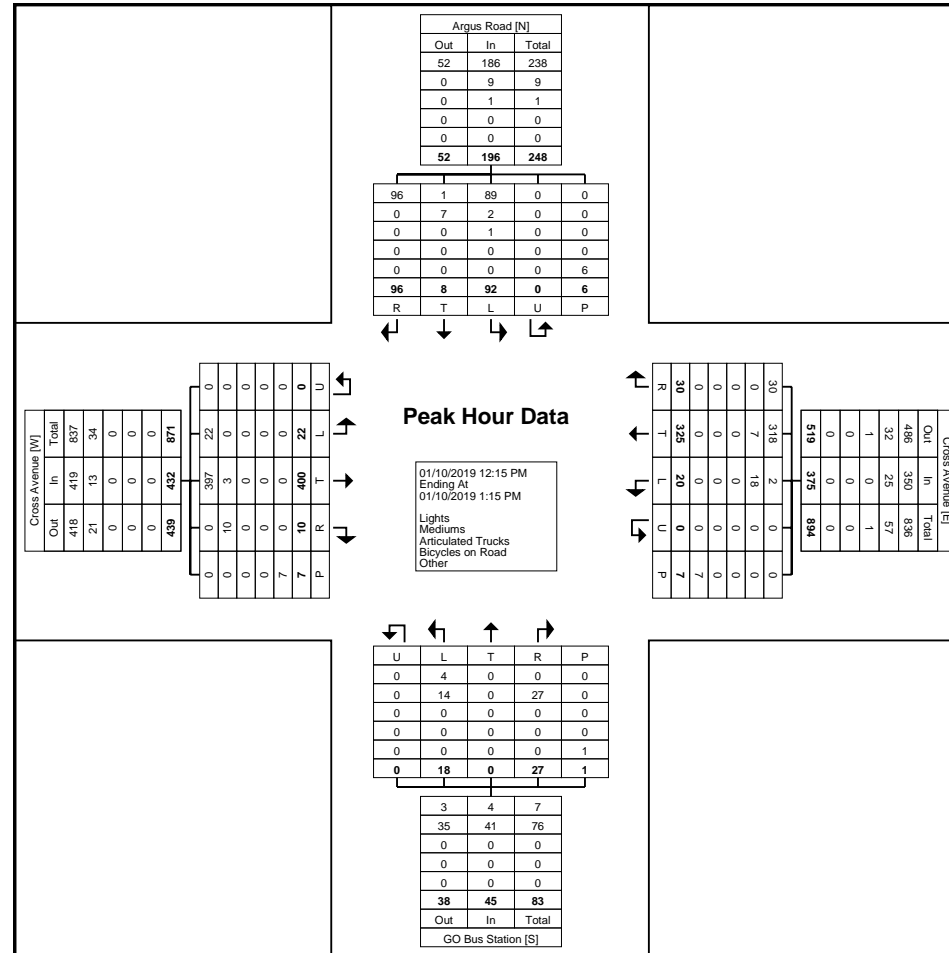 Argus Road [N]
Out In Total
52 186 238
0 9 9
0 1 1
0 0 0
0 0 0
52 196 248
96 1 89 0 0
0 7 2 0 0
0 0 1 0 0
0 0 0 0 0
0 0 0 0 6
96 8 92 0 6
R T L U P
Cross Avenue [W]
Out In Total
418 419 837
21 13 34
0 0 0
0 0 0
0 0 0
439 432 871
0 0 397 22 0
0 10 3 0 0
0 0 0 0 0
0 0 0 0 0
7 0 0 0 0
7 10 400 22 0
P R T L U
Peak Hour Data
01/10/2019 12:15 PM
Ending At
01/10/2019 1:15 PM
Lights
Mediums
Articulated Trucks
Bicycles on Road
Other
Cross Avenue [E]
Out In Total
486 350 836
32 25 57
1 0 1
0 0 0
0 0 0
519 375 894
30 318 2 0 0
0 7 18 0 0
0 0 0 0 0
0 0 0 0 0
0 0 0 0 7
30 325 20 0 7
R T L U P
U L T R P
0 4 0 0 0
0 14 0 27 0
0 0 0 0 0
0 0 0 0 0
0 0 0 0 1
0 18 0 27 1
3 4 7
35 41 76
0 0 0
0 0 0
0 0 0
38 45 83
Out In Total
GO Bus Station [S]